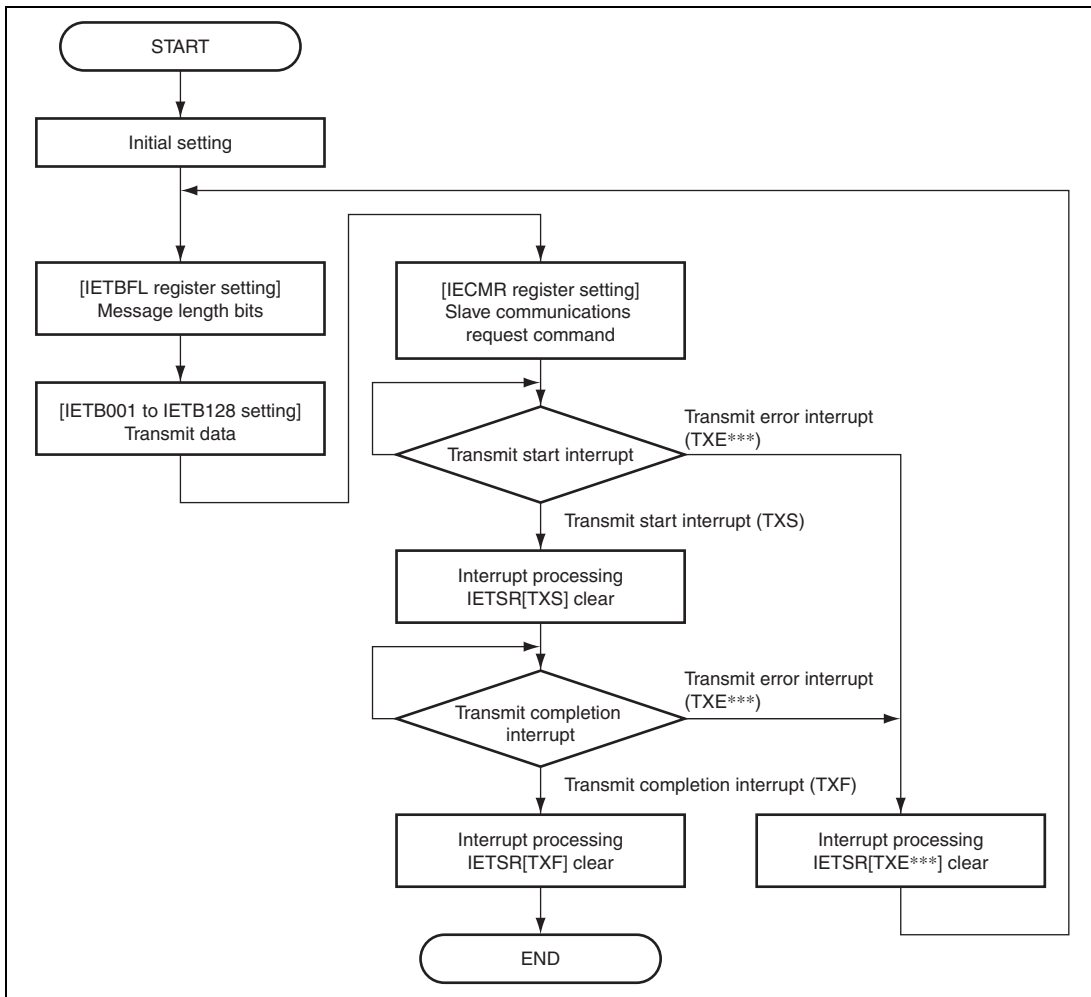 START
Initial setting
[IETBFL register setting]
Message length bits
[IETB001 to IETB128 setting]
Transmit data
[IECMR register setting]
Slave communications
request command
Transmit start interrupt
Transmit error interrupt
(TXE***)
Transmit start interrupt (TXS)
Interrupt processing
IETSR[TXS] clear
Transmit completion
interrupt
Transmit error interrupt
(TXE***)
Transmit completion interrupt (TXF)
Interrupt processing
IETSR[TXF] clear
Interrupt processing
IETSR[TXE***] clear
END